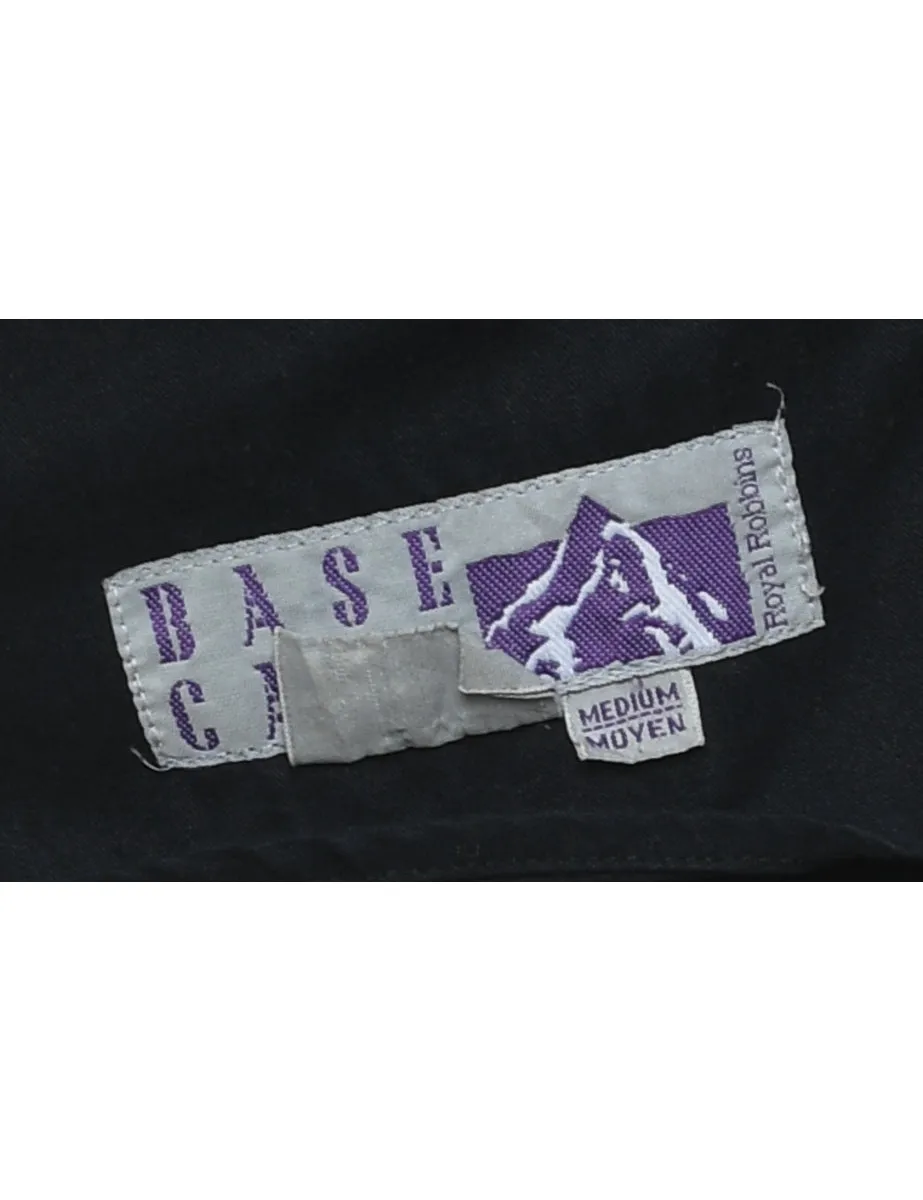 BASE
Royal Robbins
MEDIUM
MOYEN